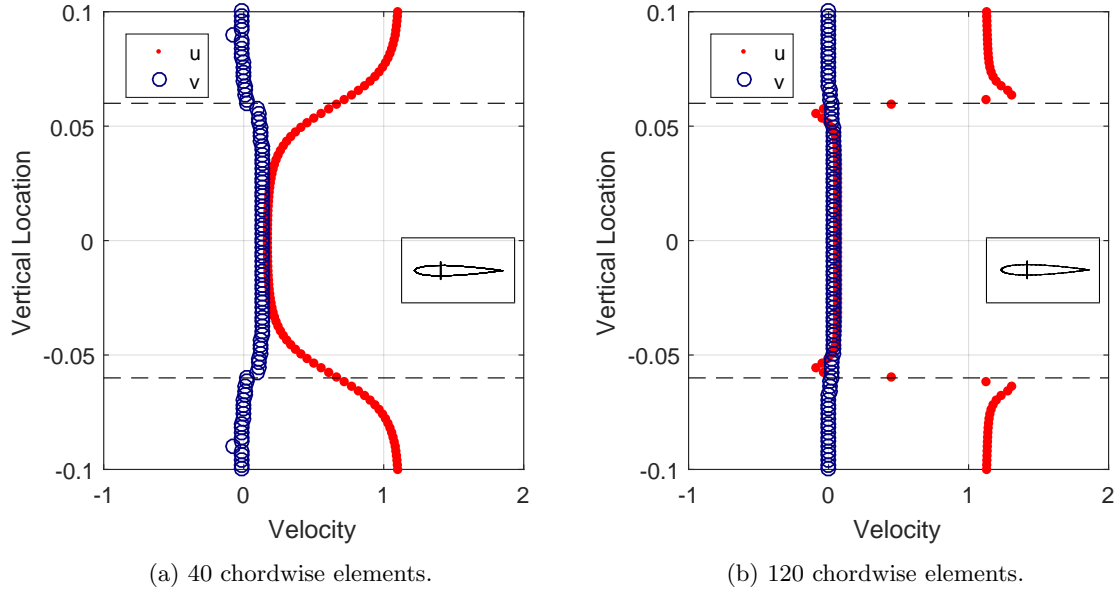 0.1
0.05
0
-0.05
-0.1
Vertical Location
u
v
-1
0
1
2
Velocity
(a) 40 chordwise elements.
0.1
0.05
0
-0.05
-0.1
Vertical Location
u
v
-1
0
1
2
Velocity
(b) 120 chordwise elements.